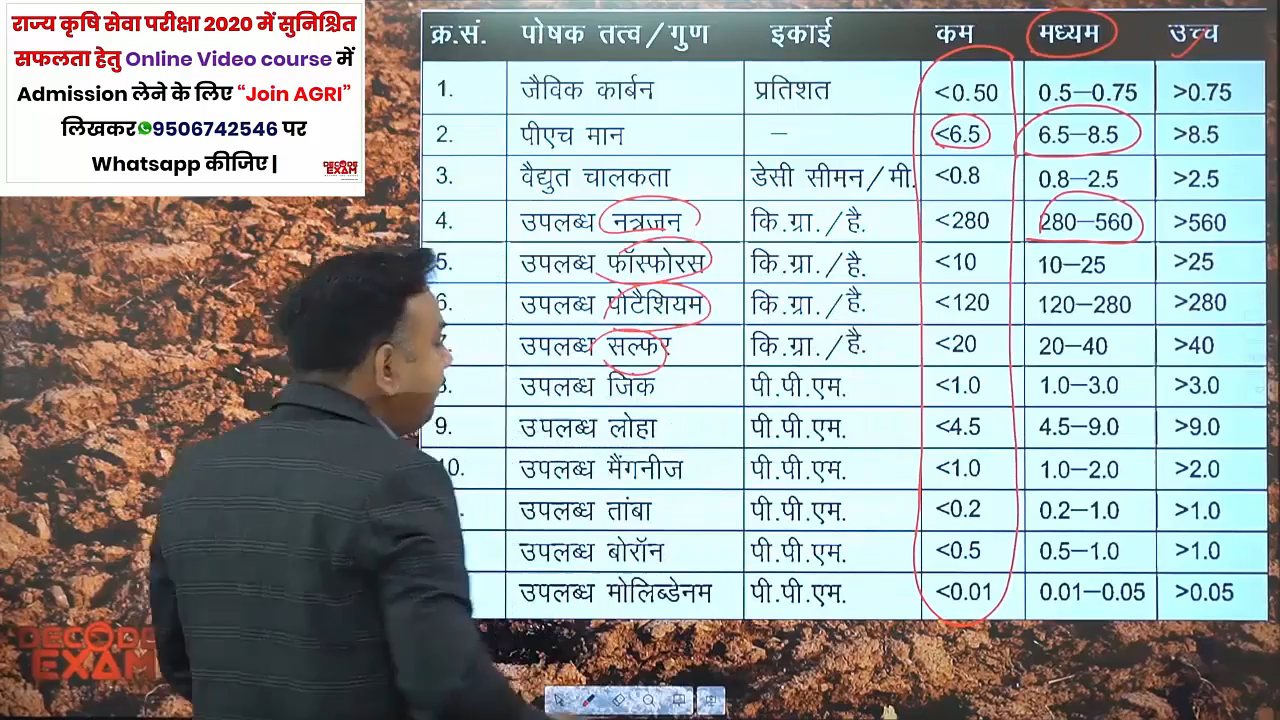 राज्य कृषि सेवा परीक्षा 2020 में सुनिश्चित
सफलता हेतु Online Video course में
Admission लेने के लिए “Join AGRI”
लिखकर 9506742546 पर
Whatsapp कीजिए |
DECODE EXAM
क्र.सं. पोषक तत्व/गुण इकाई कम मध्यम उच्च
1. जैविक कार्बन प्रतिशत <0.50 0.5–0.75 >0.75
2. पीएच मान – <6.5 6.5–8.5 >8.5
3. वैद्युत चालकता डेसी सीमन/मी. <0.8 0.8–2.5 >2.5
4. उपलब्ध नत्रजन कि.ग्रा./है. <280 280–560 >560
5. उपलब्ध फॉस्फोरस कि.ग्रा./है. <10 10–25 >25
6. उपलब्ध पोटैशियम कि.ग्रा./है. <120 120–280 >280
उपलब्ध सल्फर कि.ग्रा./है. <20 20–40 >40
8. उपलब्ध जिंक पी.पी.एम. <1.0 1.0–3.0 >3.0
9. उपलब्ध लोहा पी.पी.एम. <4.5 4.5–9.0 >9.0
10. उपलब्ध मैंगनीज पी.पी.एम. <1.0 1.0–2.0 >2.0
उपलब्ध तांबा पी.पी.एम. <0.2 0.2–1.0 >1.0
उपलब्ध बोरॉन पी.पी.एम. <0.5 0.5–1.0 >1.0
उपलब्ध मोलिब्डेनम पी.पी.एम. <0.01 0.01–0.05 >0.05
DECODE
EXAM